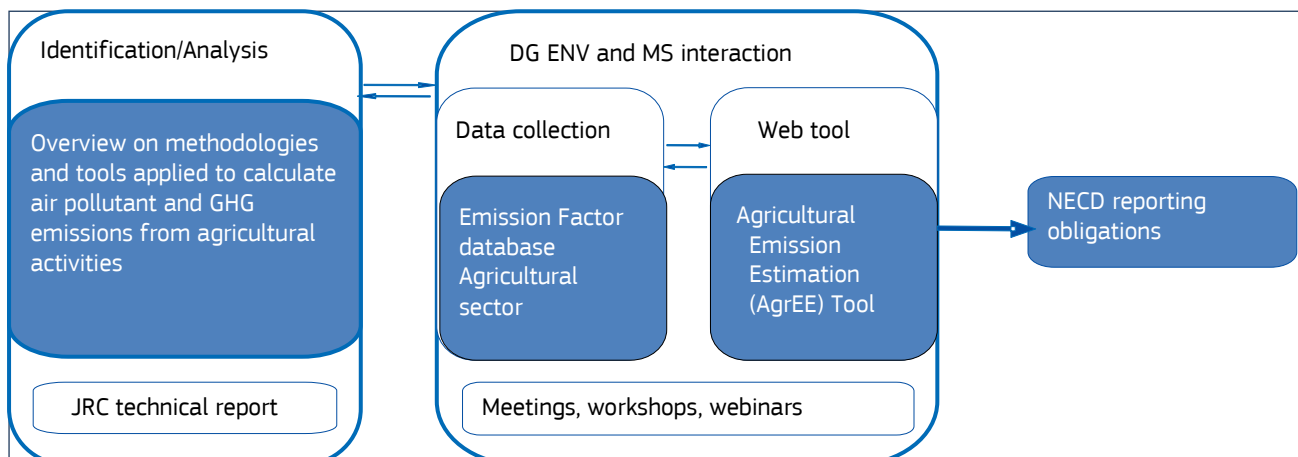 Identification/Analysis
Overview on methodologies
and tools applied to calculate
air pollutant and GHG
emissions from agricultural
activities
JRC technical report
DG ENV and MS interaction
Data collection
Emission Factor
database
Agricultural
sector
Web tool
Agricultural
Emission
Estimation
(AgrEE) Tool
Meetings, workshops, webinars
NECD reporting
obligations